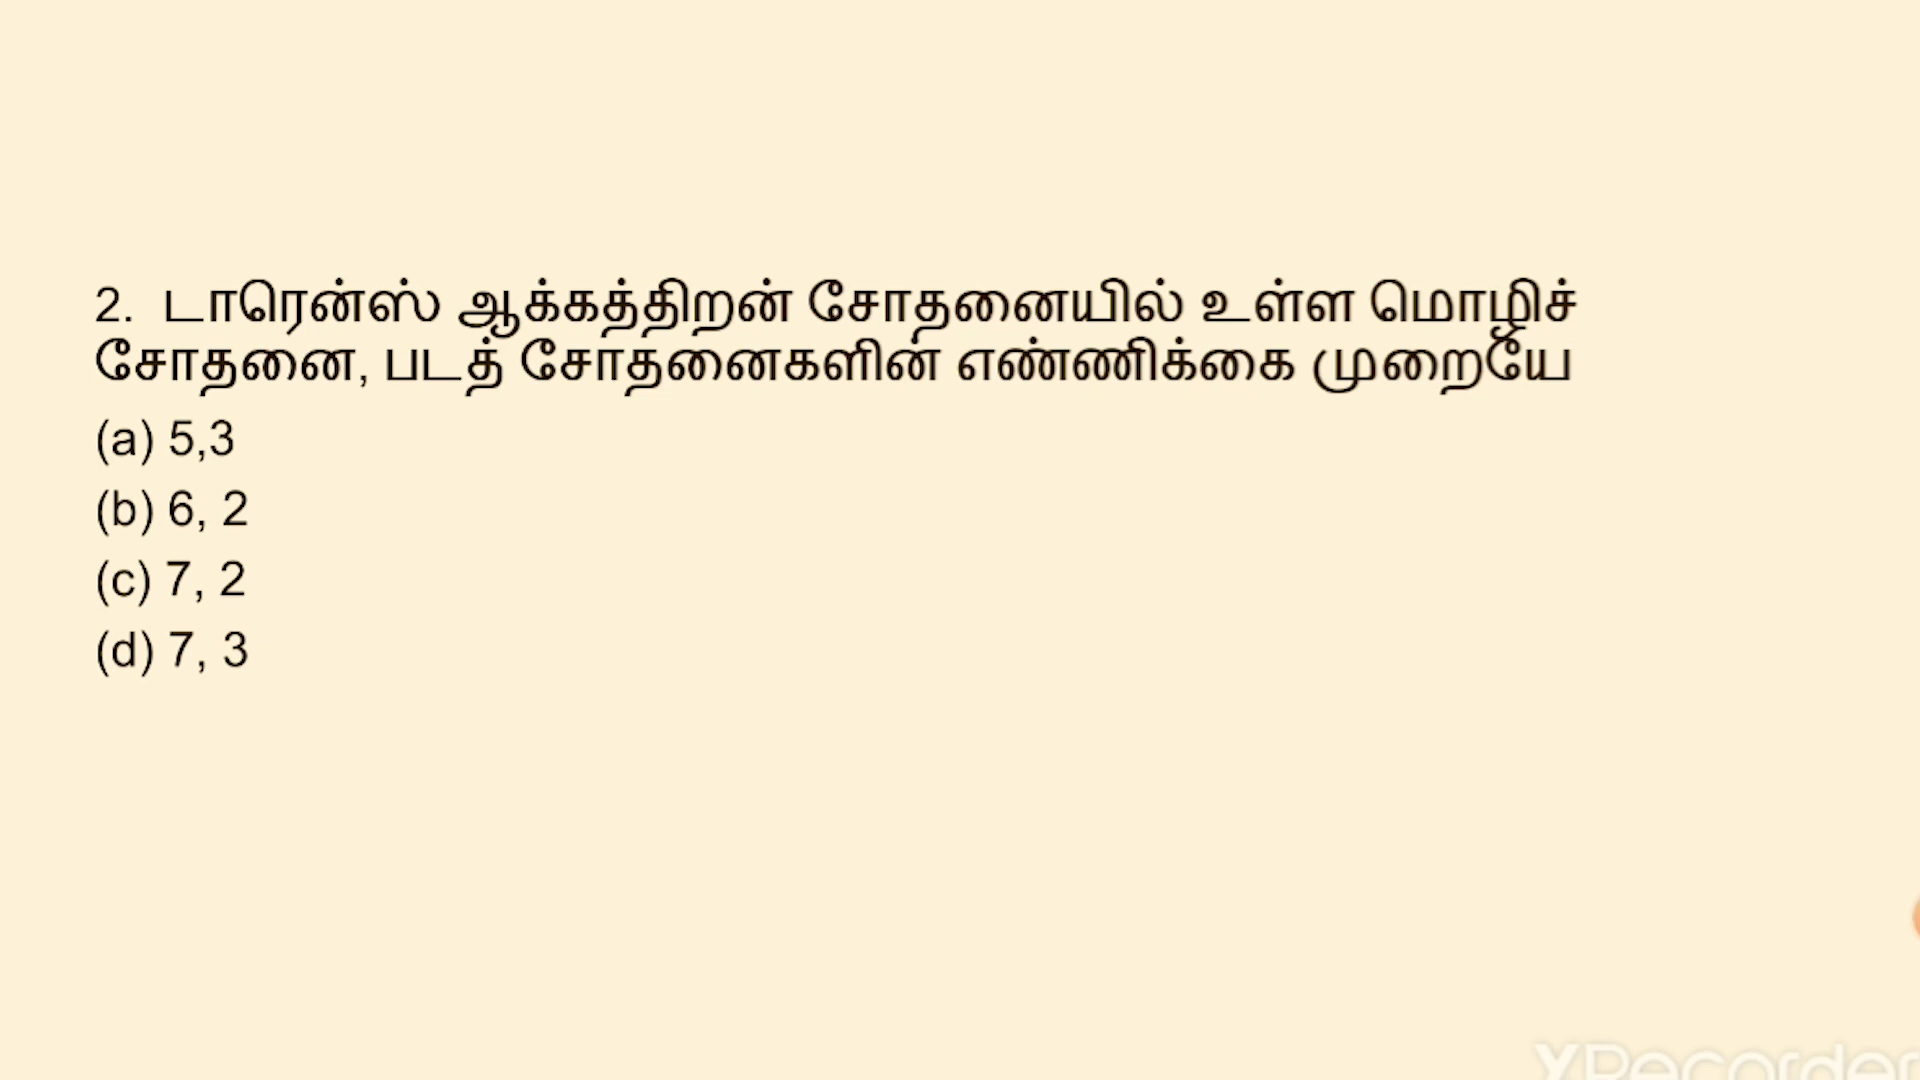 2. டாரென்ஸ் ஆக்கத்திறன் சோதனையில் உள்ள மொழிச்
சோதனை, படத் சோதனைகளின் எண்ணிக்கை முறையே
(a) 5,3
(b) 6, 2
(c) 7, 2
(d) 7, 3
XRecorder